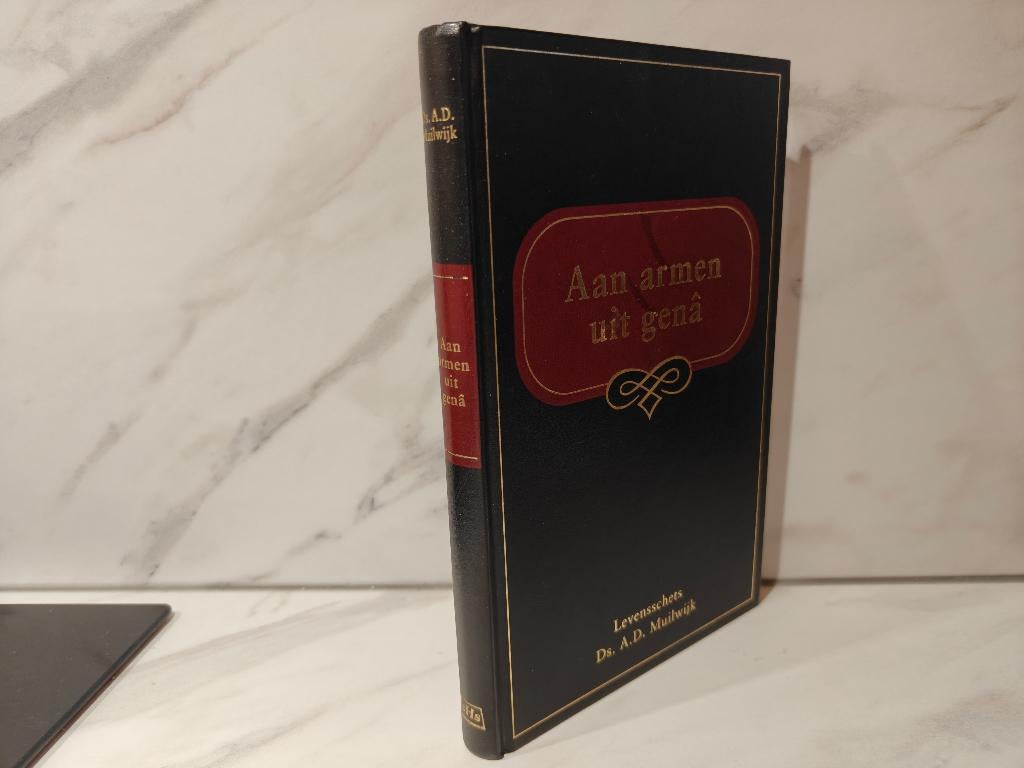 Ds. A.D.
Muilwijk
Aan
armen
uit
genâ
Aan armen
uit genâ
Levensschets
Ds. A.D. Muilwijk